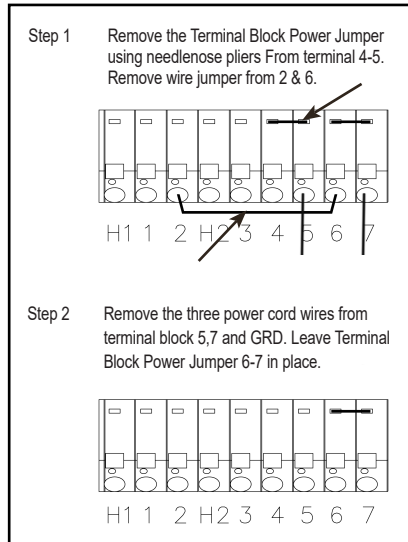 Step 1 Remove the Terminal Block Power Jumper
using needlenose pliers From terminal 4-5.
Remove wire jumper from 2 & 6.
H1 1 2 H2 3 4 5 6 7
Step 2 Remove the three power cord wires from
terminal block 5,7 and GRD. Leave Terminal
Block Power Jumper 6-7 in place.
H1 1 2 H2 3 4 5 6 7